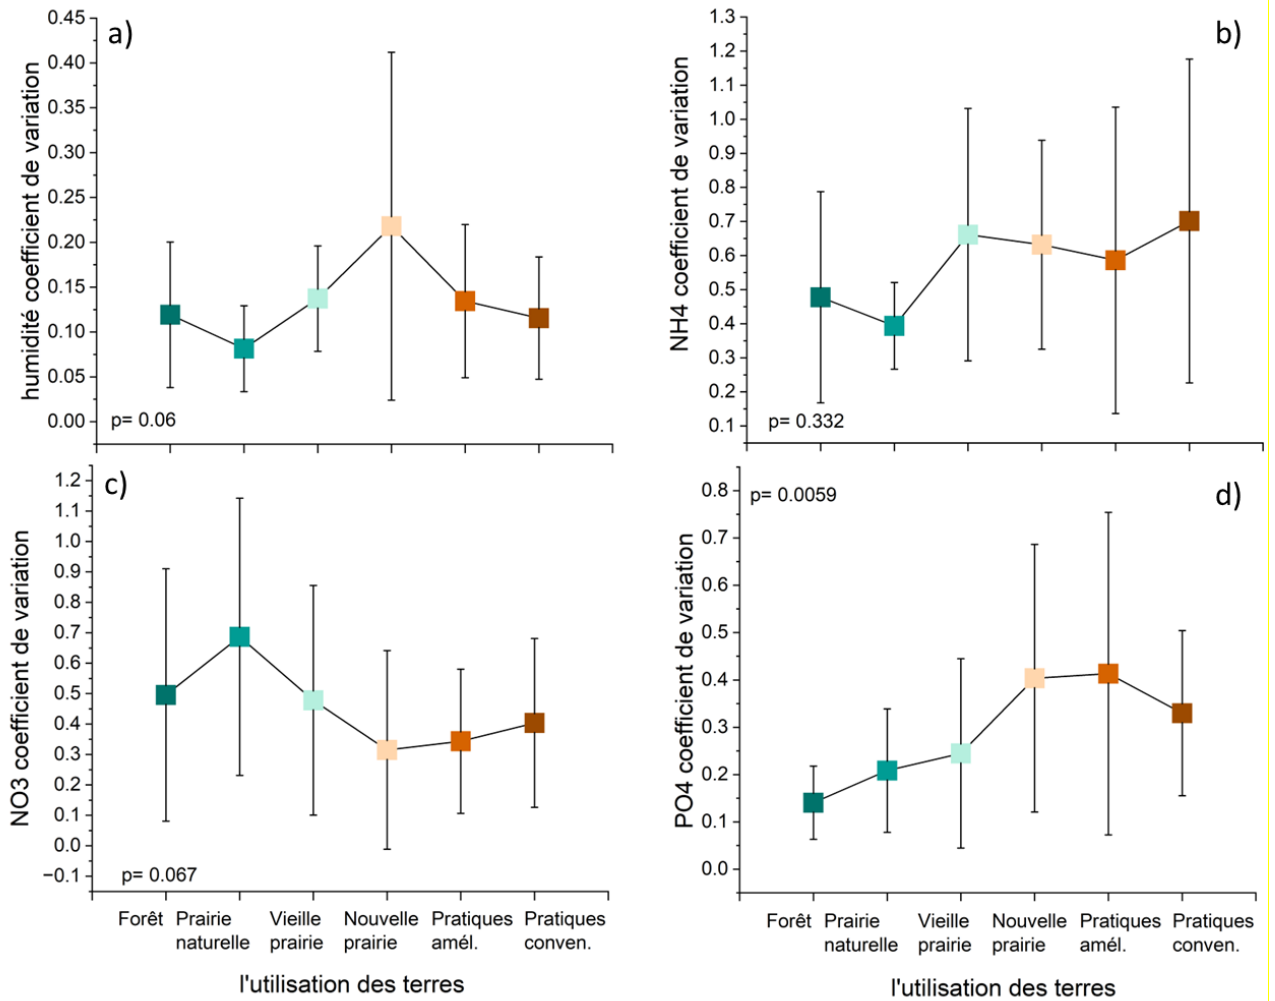 a)
humidité coefficient de variation
0.45
0.40
0.35
0.30
0.25
0.20
0.15
0.10
0.05
0.00
p= 0.06
b)
NH4 coefficient de variation
1.3
1.2
1.1
1.0
0.9
0.8
0.7
0.6
0.5
0.4
0.3
0.2
0.1
p= 0.332
c)
NO3 coefficient de variation
1.2
1.1
1.0
0.9
0.8
0.7
0.6
0.5
0.4
0.3
0.2
0.1
0.0
−0.1
p= 0.067
Forêt Prairie naturelle Vieille prairie Nouvelle prairie Pratiques amél. Pratiques conven.
l'utilisation des terres
d)
PO4 coefficient de variation
0.8
0.7
0.6
0.5
0.4
0.3
0.2
0.1
0.0
p= 0.0059
Forêt Prairie naturelle Vieille prairie Nouvelle prairie Pratiques amél. Pratiques conven.
l'utilisation des terres